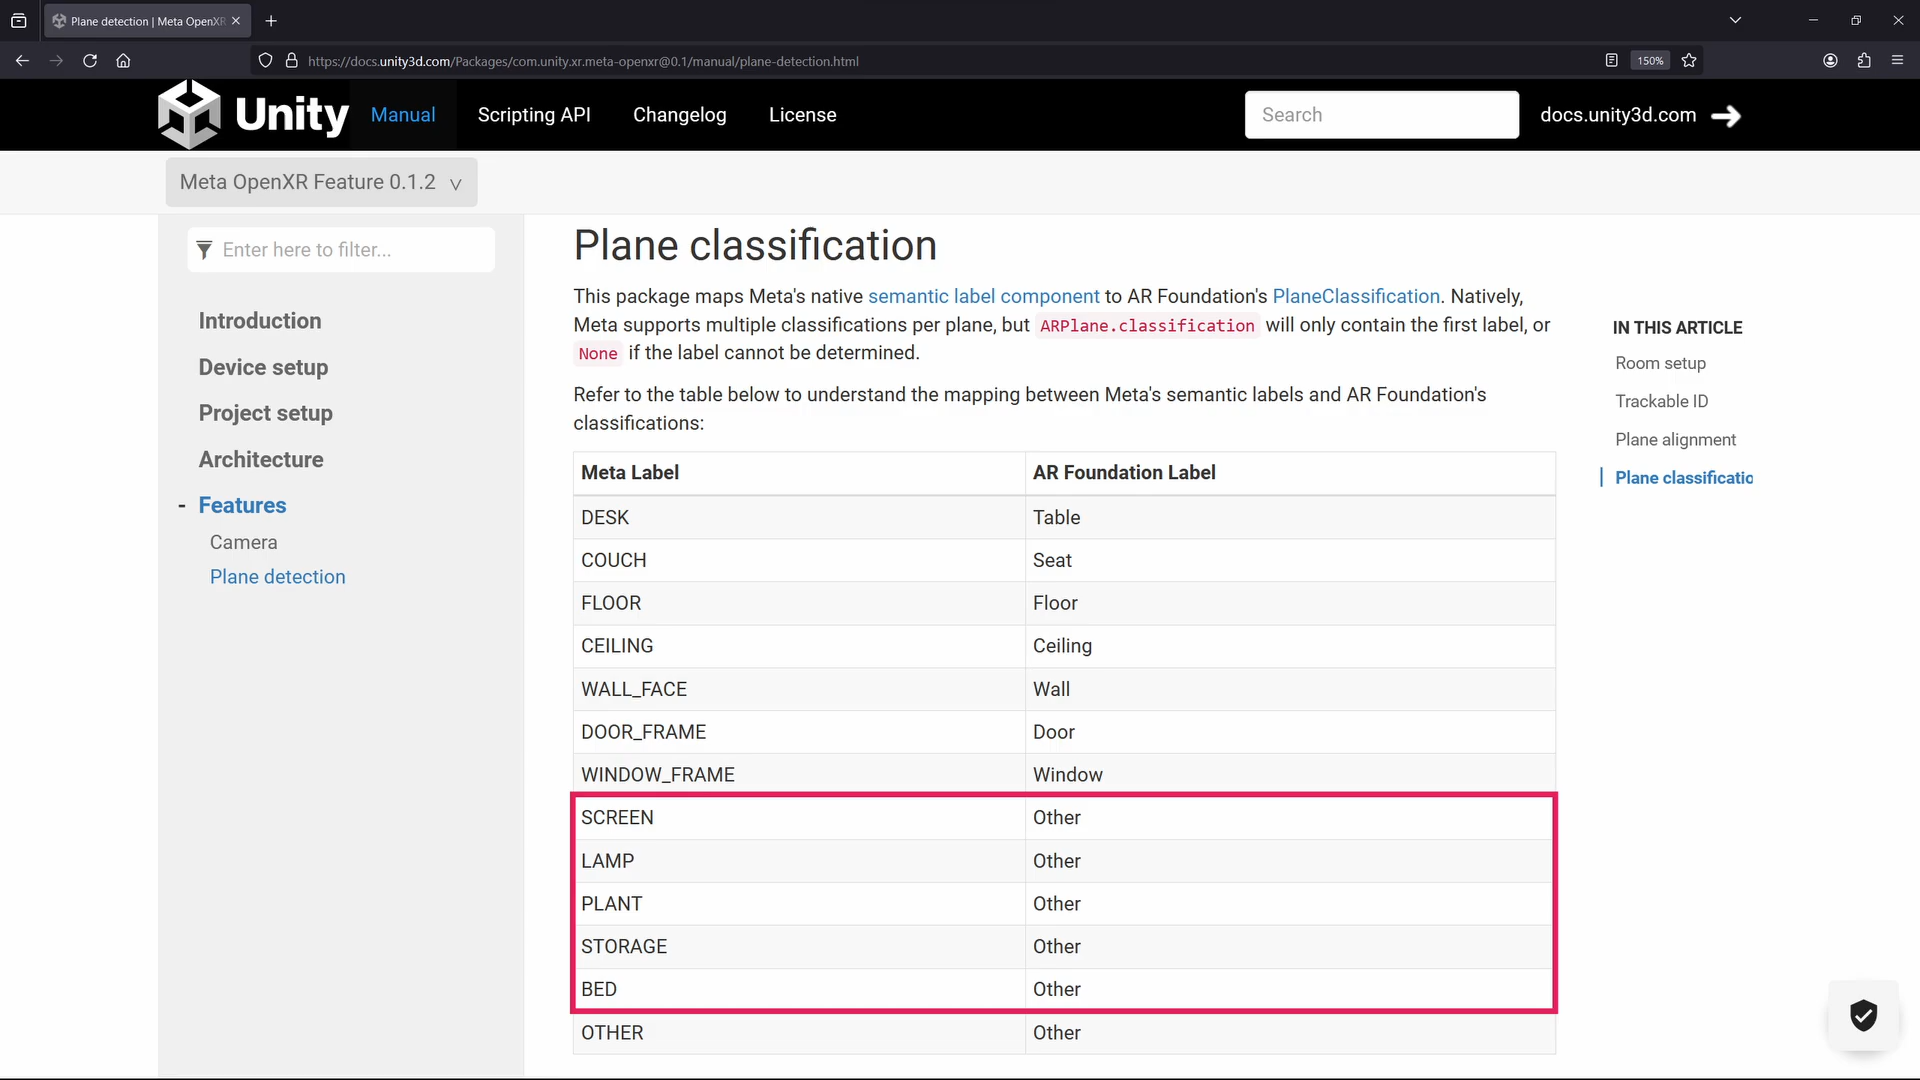 Plane detection | Meta OpenXR
https://docs.unity3d.com/Packages/com.unity.xr.meta-openxr@0.1/manual/plane-detection.html
150%
Unity
Manual
Scripting API
Changelog
License
Search
docs.unity3d.com
Meta OpenXR Feature 0.1.2
Enter here to filter...
Introduction
Device setup
Project setup
Architecture
- Features
Camera
Plane detection
Plane classification
This package maps Meta's native semantic label component to AR Foundation's PlaneClassification. Natively,
Meta supports multiple classifications per plane, but ARPlane.classification will only contain the first label, or
None if the label cannot be determined.
Refer to the table below to understand the mapping between Meta's semantic labels and AR Foundation's
classifications:
Meta Label AR Foundation Label
DESK Table
COUCH Seat
FLOOR Floor
CEILING Ceiling
WALL_FACE Wall
DOOR_FRAME Door
WINDOW_FRAME Window
SCREEN Other
LAMP Other
PLANT Other
STORAGE Other
BED Other
OTHER Other
IN THIS ARTICLE
Room setup
Trackable ID
Plane alignment
Plane classificatio